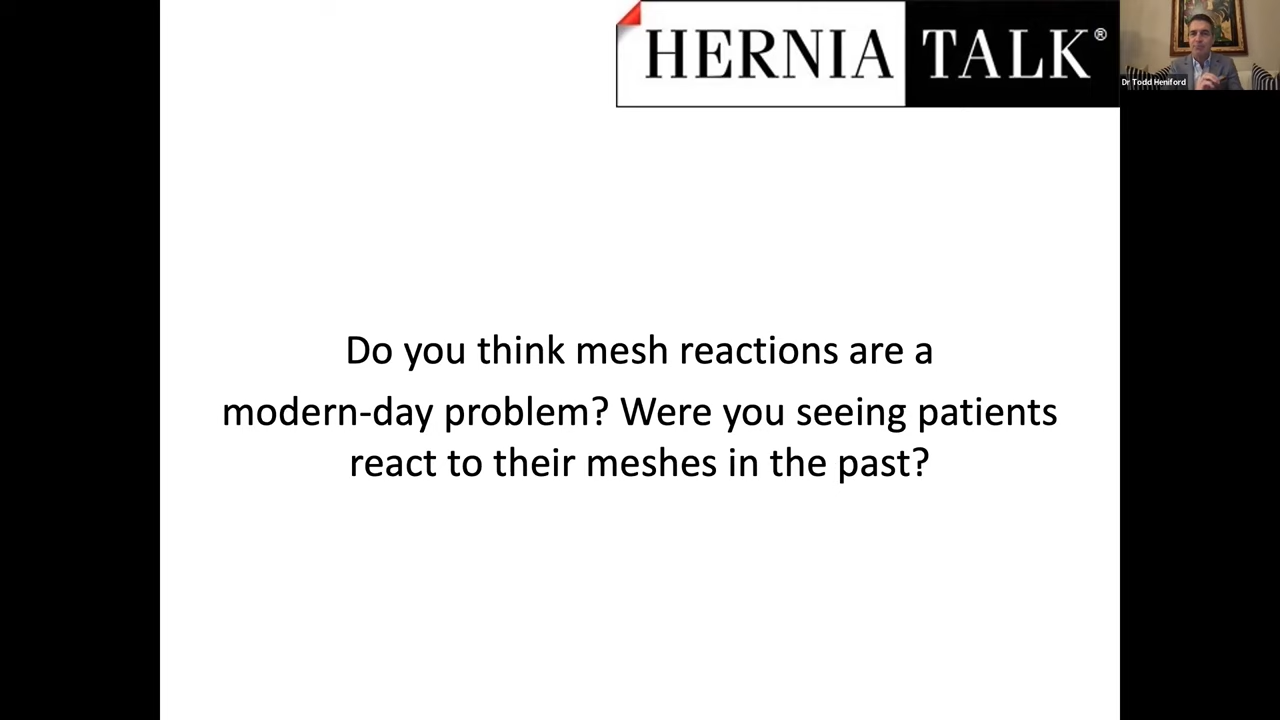 HERNIA TALK®
Dr Todd Heniford
Do you think mesh reactions are a
modern-day problem? Were you seeing patients
react to their meshes in the past?